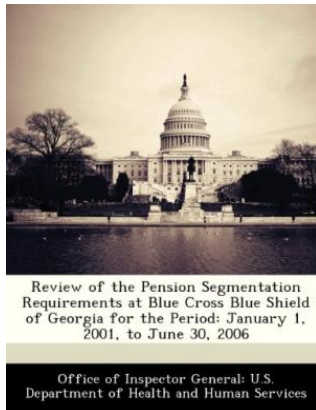 Review of the Pension Segmentation
Requirements at Blue Cross Blue Shield
of Georgia for the Period: January 1,
2001, to June 30, 2006
Office of Inspector General: U.S.
Department of Health and Human Services